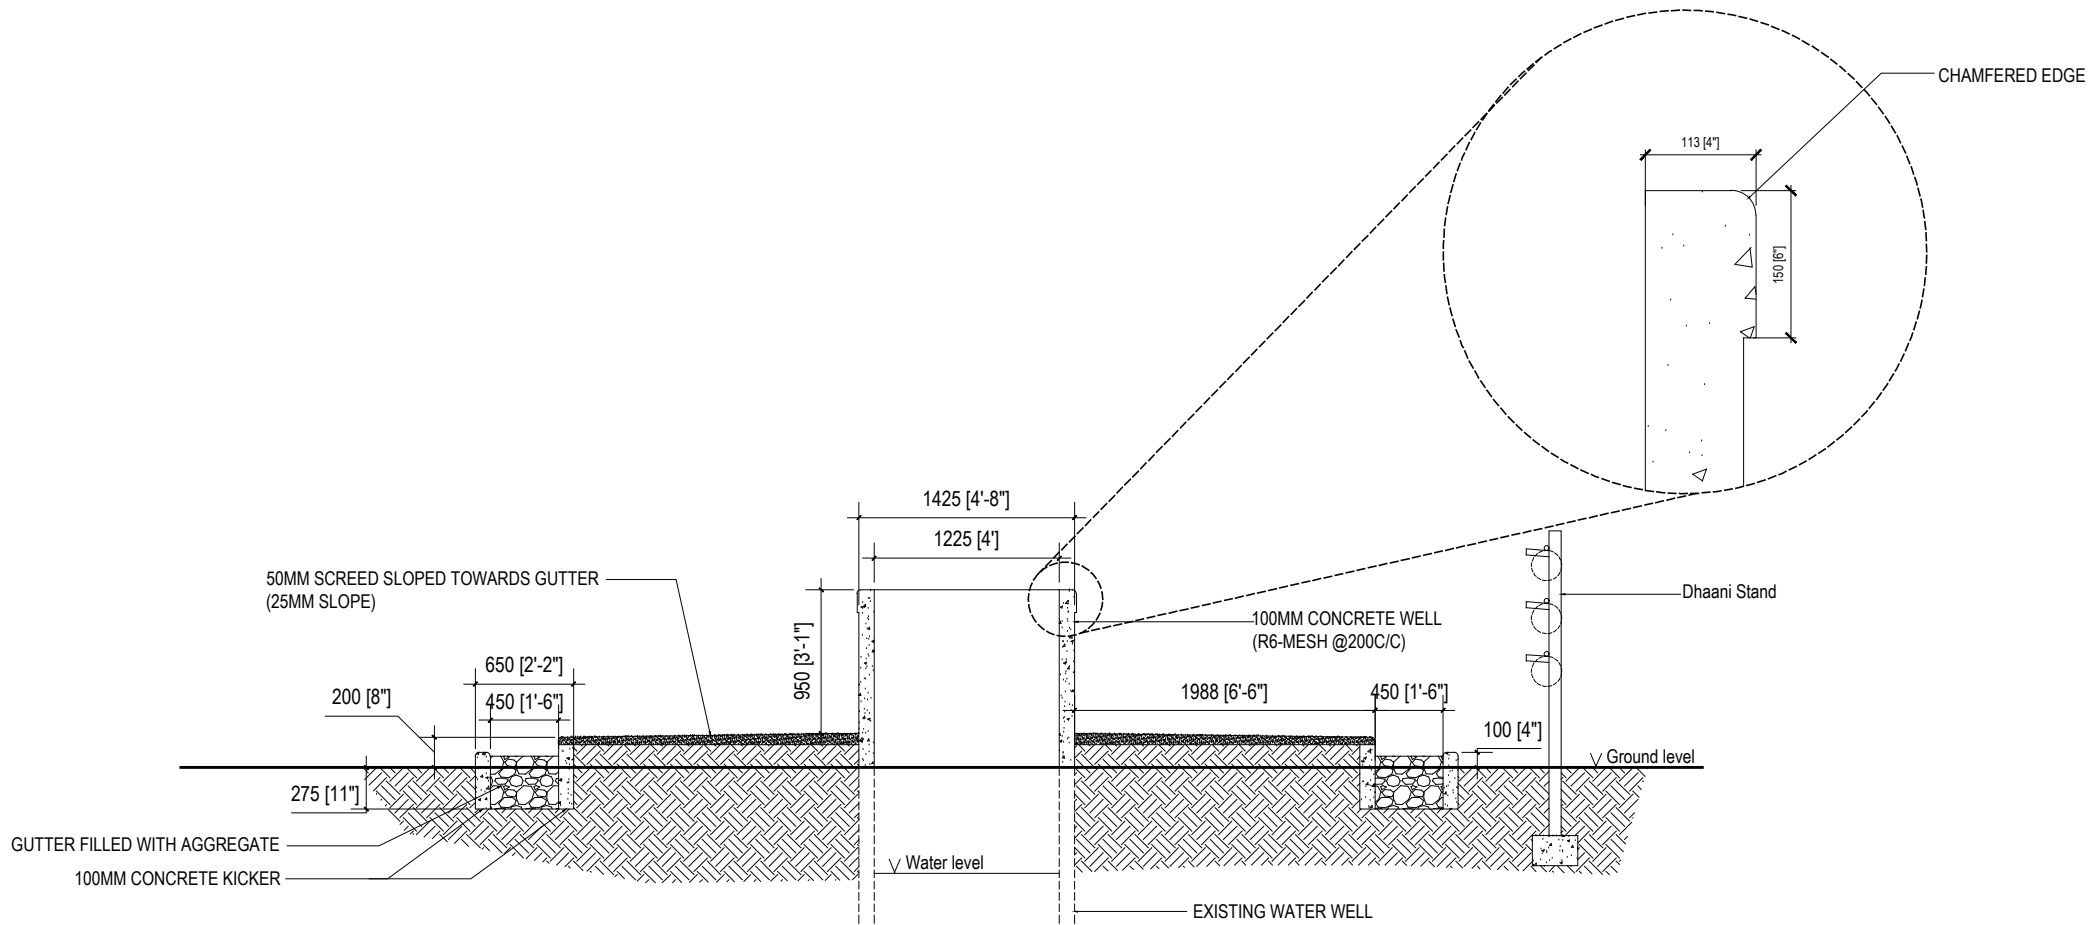 CHAMFERED EDGE
113 [4"]
150 [6"]
1425 [4'-8"]
1225 [4']
50MM SCREED SLOPED TOWARDS GUTTER
(25MM SLOPE)
Dhaani Stand
100MM CONCRETE WELL
(R6-MESH @200C/C)
950 [3'-1"]
650 [2'-2"]
200 [8"]
450 [1'-6"]
1988 [6'-6"]
450 [1'-6"]
100 [4"]
Ground level
275 [11"]
GUTTER FILLED WITH AGGREGATE
Water level
100MM CONCRETE KICKER
EXISTING WATER WELL